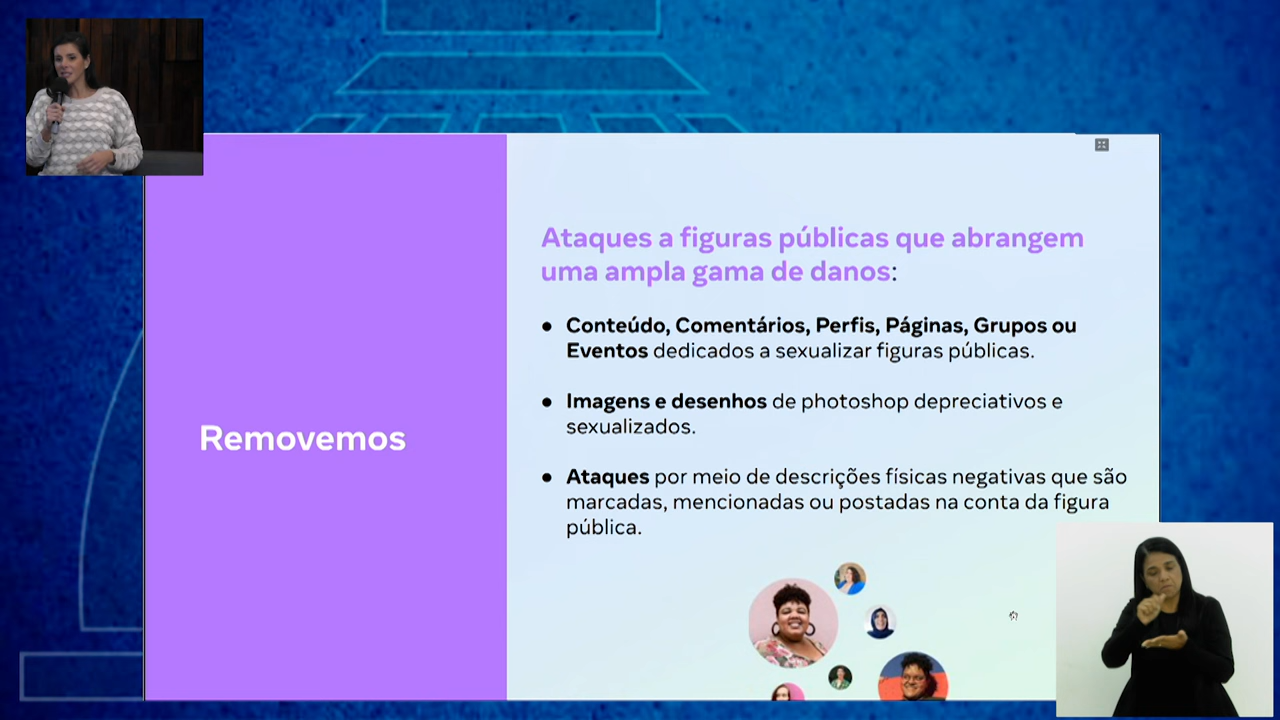 Removemos
Ataques a figuras públicas que abrangem
uma ampla gama de danos:
● Conteúdo, Comentários, Perfis, Páginas, Grupos ou
Eventos dedicados a sexualizar figuras públicas.
● Imagens e desenhos de photoshop depreciativos e
sexualizados.
● Ataques por meio de descrições físicas negativas que são
marcadas, mencionadas ou postadas na conta da figura
pública.